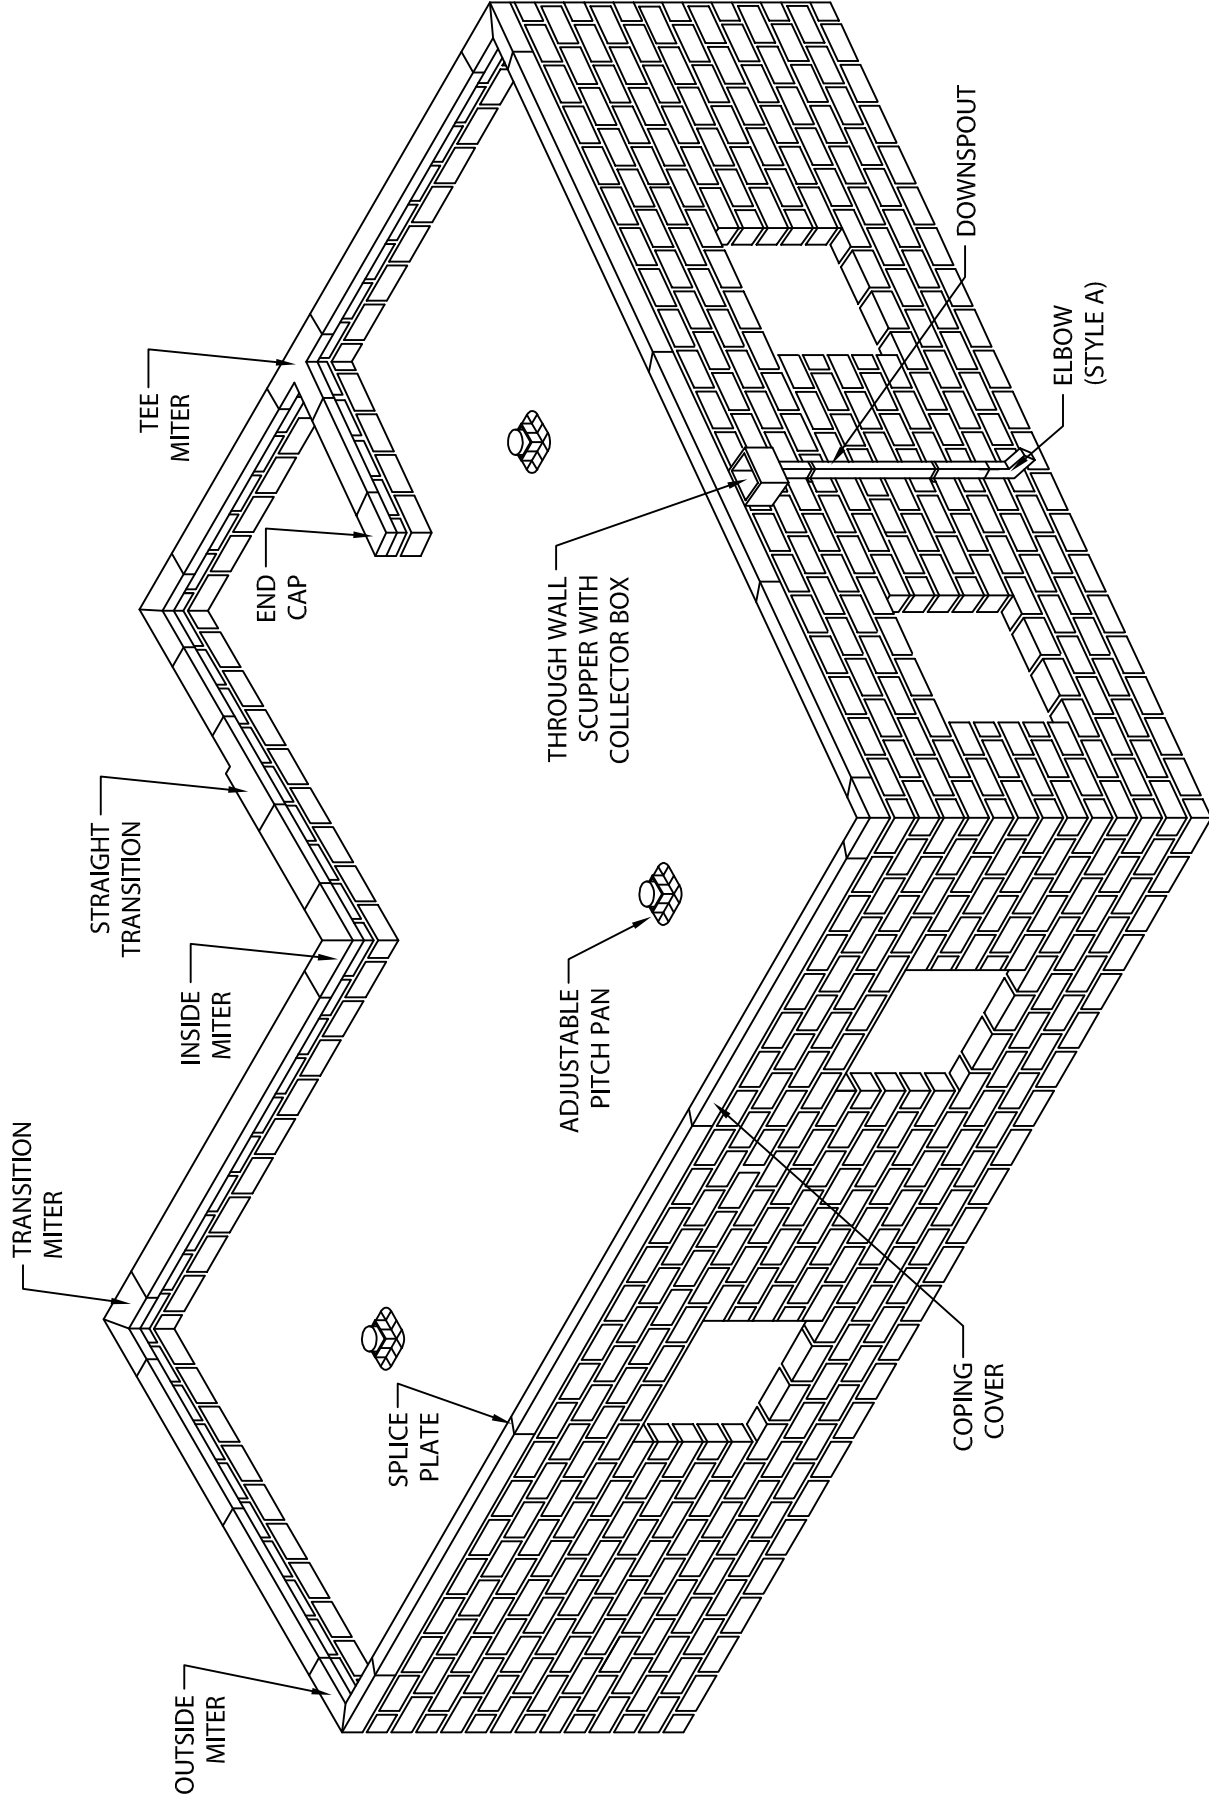 TRANSITION
MITER
STRAIGHT
TRANSITION
TEE
MITER
OUTSIDE
MITER
INSIDE
MITER
END
CAP
SPLICE
PLATE
ADJUSTABLE
PITCH PAN
THROUGH WALL
SCUPPER WITH
COLLECTOR BOX
COPING
COVER
DOWNSPOUT
ELBOW
(STYLE A)